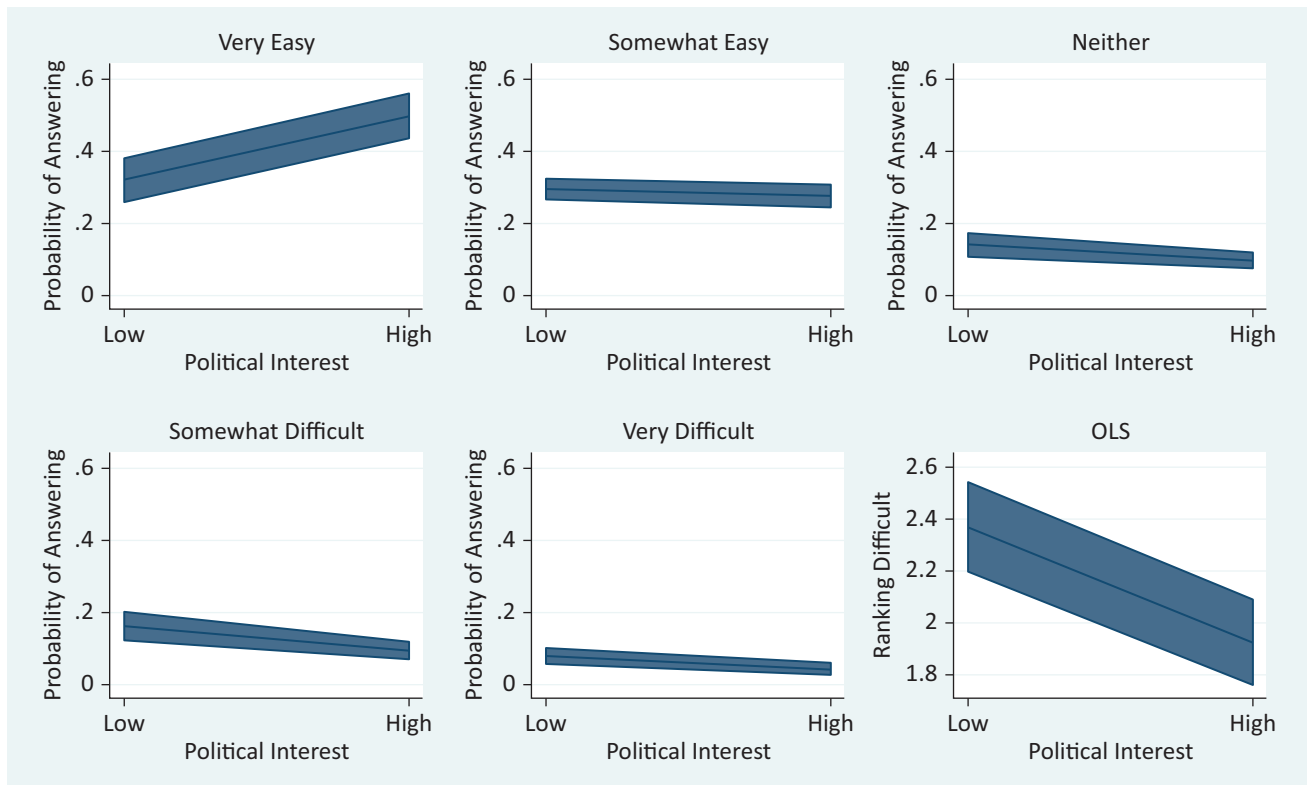 Very Easy
Probability of Answering
.6
.4
.2
0
Low
High
Political Interest
Somewhat Easy
Probability of Answering
.6
.4
.2
0
Low
High
Political Interest
Neither
Probability of Answering
.6
.4
.2
0
Low
High
Political Interest
Somewhat Difficult
Probability of Answering
.6
.4
.2
0
Low
High
Political Interest
Very Difficult
Probability of Answering
.6
.4
.2
0
Low
High
Political Interest
OLS
Ranking Difficult
2.6
2.4
2.2
2
1.8
Low
High
Political Interest